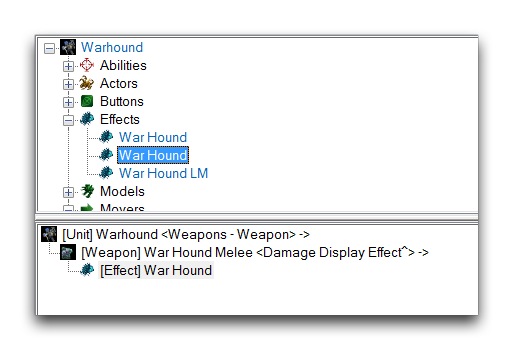 Warhound
Abilities
Actors
Buttons
Effects
War Hound
War Hound
War Hound LM
Models
Movers
[Unit] Warhound <Weapons - Weapon> ->
[Weapon] War Hound Melee <Damage Display Effect^> ->
[Effect] War Hound